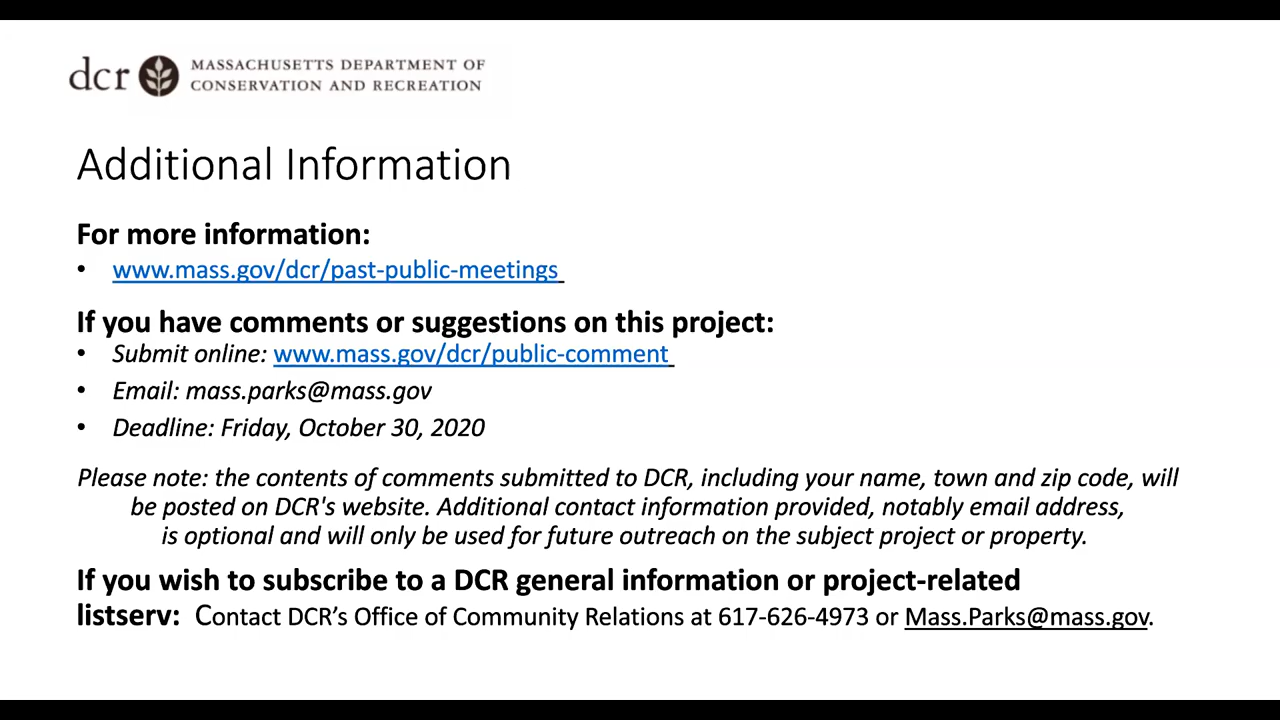 dcr MASSACHUSETTS DEPARTMENT OF
CONSERVATION AND RECREATION
Additional Information
For more information:
• www.mass.gov/dcr/past-public-meetings
If you have comments or suggestions on this project:
• Submit online: www.mass.gov/dcr/public-comment
• Email: mass.parks@mass.gov
• Deadline: Friday, October 30, 2020
Please note: the contents of comments submitted to DCR, including your name, town and zip code, will
be posted on DCR's website. Additional contact information provided, notably email address,
is optional and will only be used for future outreach on the subject project or property.
If you wish to subscribe to a DCR general information or project-related
listserv: Contact DCR’s Office of Community Relations at 617-626-4973 or Mass.Parks@mass.gov.